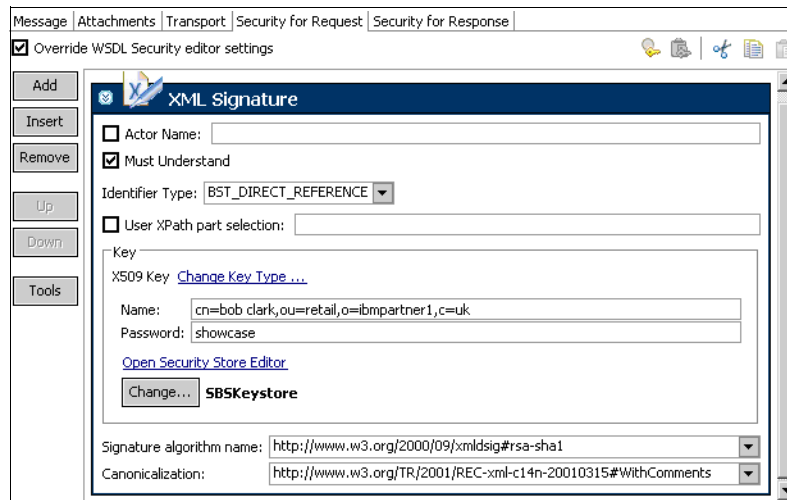 Message Attachments Transport Security for Request Security for Response
Override WSDL Security editor settings
Add
XML Signature
Insert
Actor Name:
Remove
Must Understand
Identifier Type: BST_DIRECT_REFERENCE
Up
User XPath part selection:
Down
Key
X509 Key Change Key Type ...
Tools
Name: cn=bob clark,ou=retail,o=ibmpartner1,c=uk
Password: showcase
Open Security Store Editor
Change... SBSKeystore
Signature algorithm name: http://www.w3.org/2000/09/xmldsig#rsa-sha1
Canonicalization: http://www.w3.org/TR/2001/REC-xml-c14n-20010315#WithComments